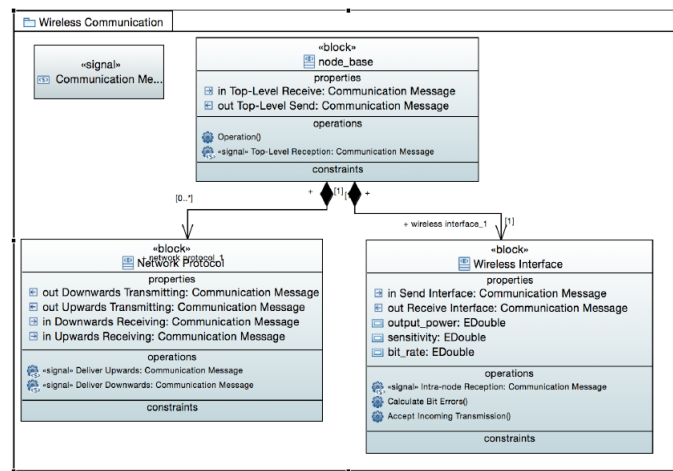 Wireless Communication
«signal»
Communication Me...
«block»
node_base
properties
in Top-Level Receive: Communication Message
out Top-Level Send: Communication Message
operations
Operation()
«signal» Top-Level Reception: Communication Message
constraints
+
[1]
[1
+
[0..*]
+ wireless interface_1
[1]
«block»
+ network protocol_1
Network Protocol
properties
out Downwards Transmitting: Communication Message
out Upwards Transmitting: Communication Message
in Downwards Receiving: Communication Message
in Upwards Receiving: Communication Message
operations
«signal» Deliver Upwards: Communication Message
«signal» Deliver Downwards: Communication Message
constraints
«block»
Wireless Interface
properties
in Send Interface: Communication Message
out Receive Interface: Communication Message
output_power: EDouble
sensitivity: EDouble
bit_rate: EDouble
operations
«signal» Intra-node Reception: Communication Message
Calculate Bit Errors()
Accept Incoming Transmission()
constraints